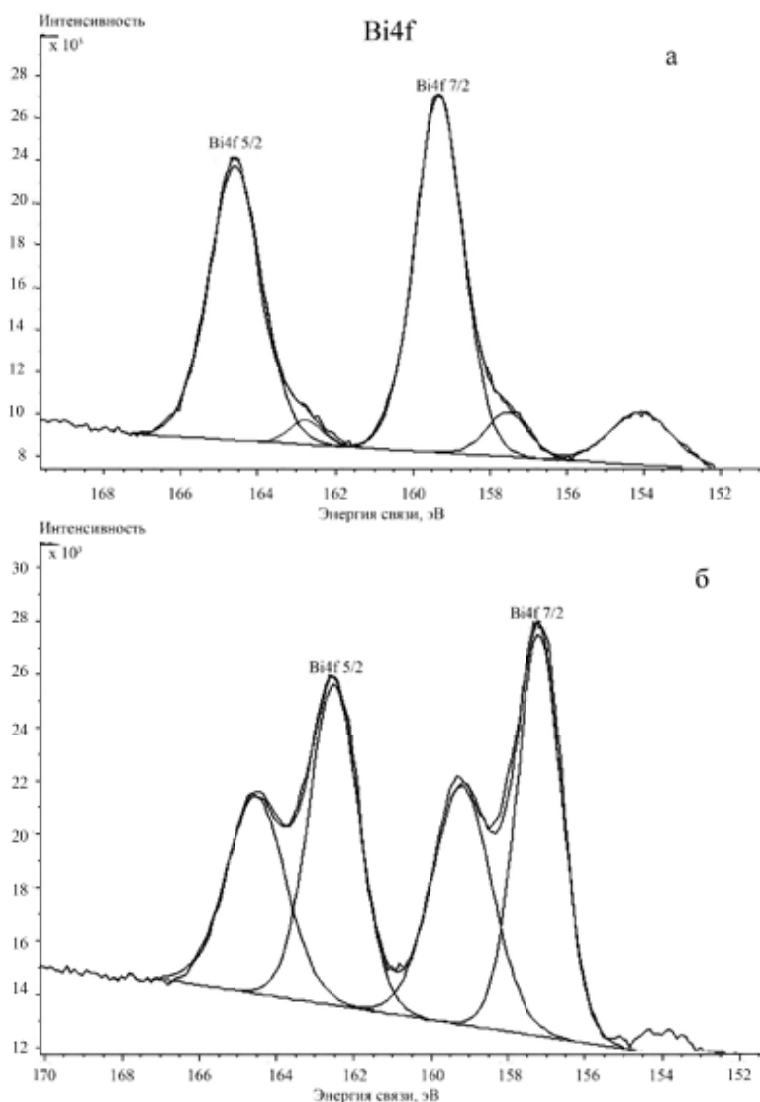 Интенсивность
x 10³
Bi4f
а
28
26
24
22
20
18
16
14
12
10
8
Bi4f 5/2
Bi4f 7/2
168 166 164 162 160 158 156 154 152
Энергия связи, эВ
Интенсивность
x 10³
б
30
28
26
24
22
20
18
16
14
12
Bi4f 5/2
Bi4f 7/2
170 168 166 164 162 160 158 156 154 152
Энергия связи, эВ